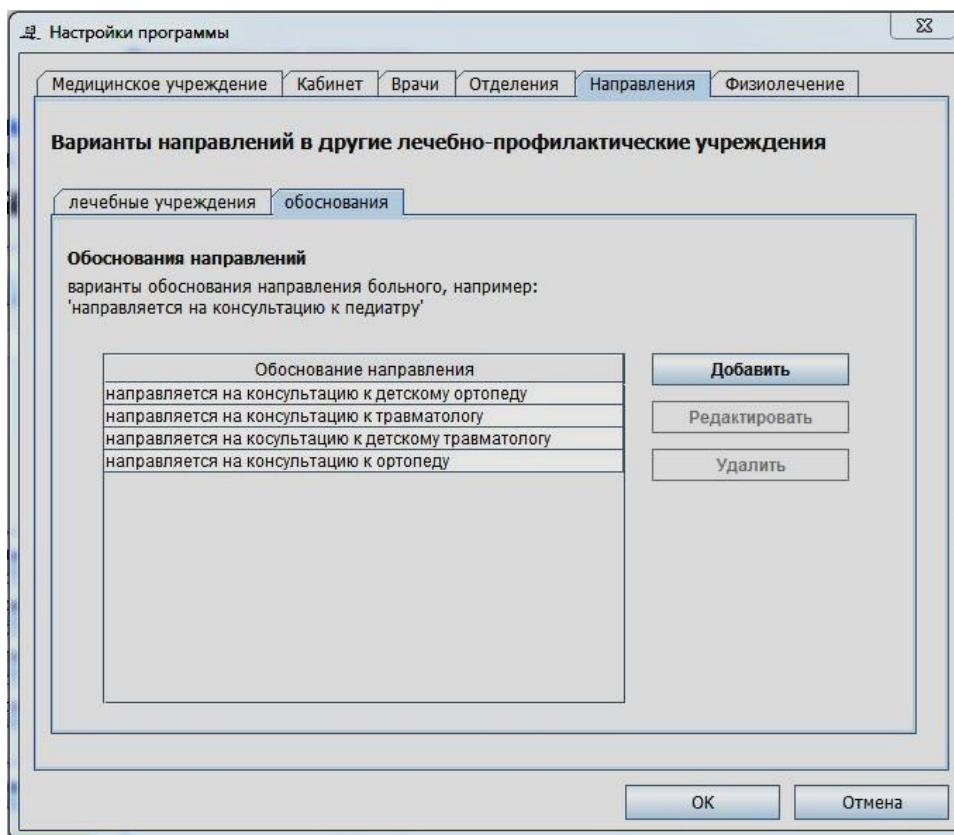 Настройки программы
Медицинское учреждение Кабинет Врачи Отделения Направления Физиолечение
Варианты направлений в другие лечебно-профилактические учреждения
лечебные учреждения обоснования
Обоснования направлений
варианты обоснования направления больного, например:
'направляется на консультацию к педиатру'
Обоснование направления
направляется на консультацию к детскому ортопеду
направляется на консультацию к травматологу
направляется на косультацию к детскому травматологу
направляется на консультацию к ортопеду
Добавить
Редактировать
Удалить
OK Отмена